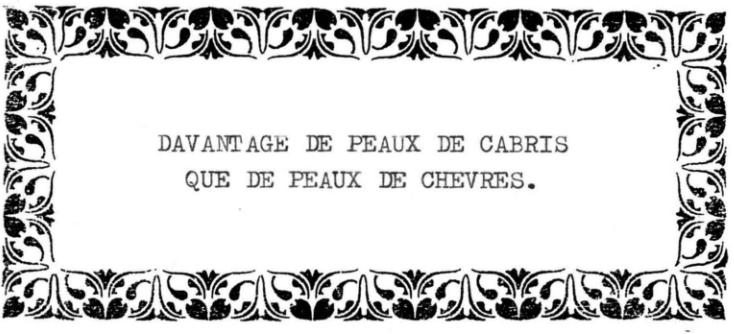 DAVANTAGE DE PEAUX DE CABRIS
QUE DE PEAUX DE CHEVRES.